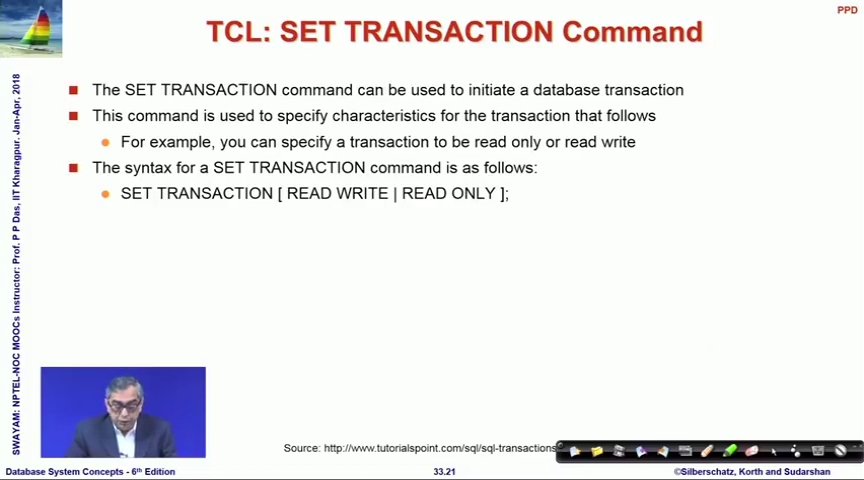 PPD
TCL: SET TRANSACTION Command
The SET TRANSACTION command can be used to initiate a database transaction
This command is used to specify characteristics for the transaction that follows
For example, you can specify a transaction to be read only or read write
The syntax for a SET TRANSACTION command is as follows:
SET TRANSACTION [ READ WRITE | READ ONLY ];
SWAYAM: NPTEL-NOC MOOCs Instructor: Prof. P P Das, IIT Kharagpur. Jan-Apr, 2018
Source: http://www.tutorialspoint.com/sql/sql-transactions
Database System Concepts - 6th Edition
33.21
©Silberschatz, Korth and Sudarshan